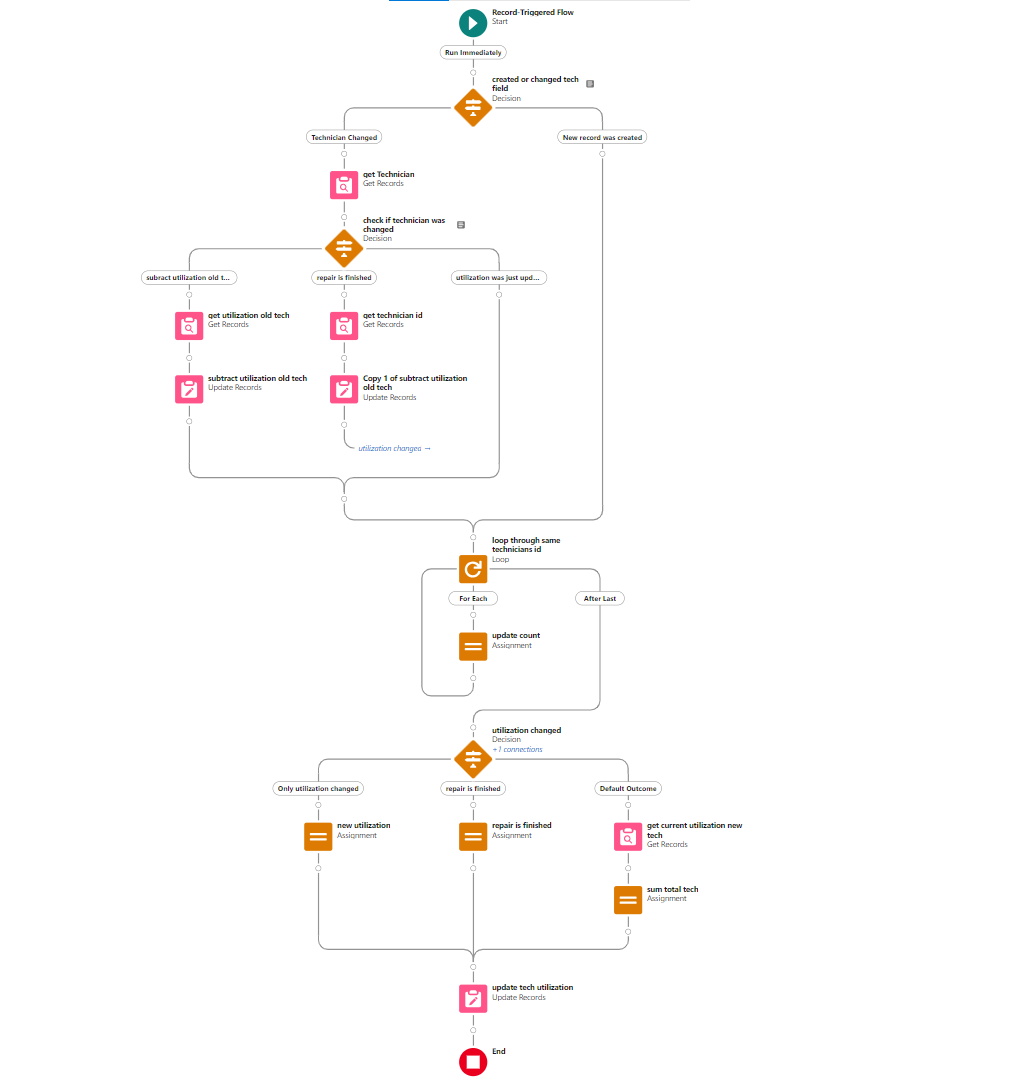 Record-Triggered Flow
Start
Run Immediately
created or changed tech
field
Decision
Technician Changed
New record was created
get Technician
Get Records
check if technician was
changed
Decision
subract utilization old t...
repair is finished
utilization was just upd...
get utilization old tech
Get Records
get technician id
Get Records
subtract utilization old tech
Update Records
Copy 1 of subtract utilization
old tech
Update Records
utilization changed →
loop through same
technicians id
Loop
For Each
After Last
update count
Assignment
utilization changed
Decision
+1 connections
Only utilization changed
repair is finished
Default Outcome
new utilization
Assignment
repair is finished
Assignment
get current utilization new
tech
Get Records
sum total tech
Assignment
update tech utilization
Update Records
End